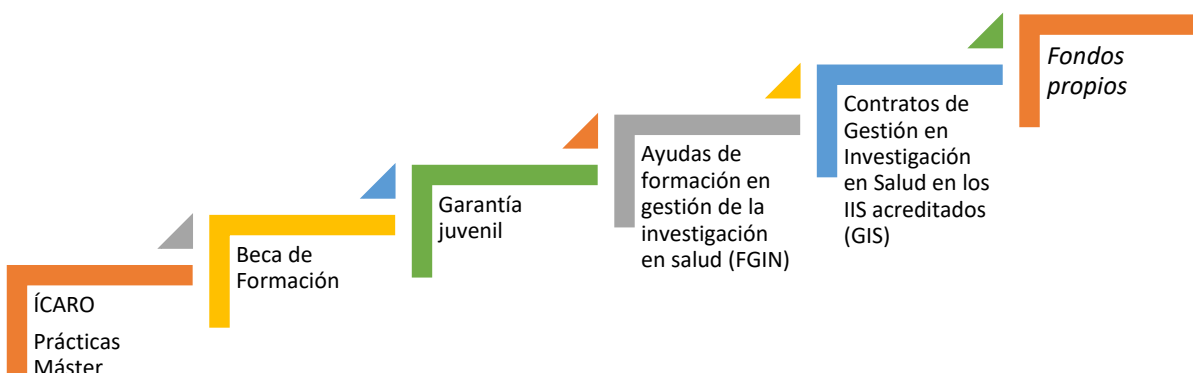 ÍCARO
Prácticas
Máster
Beca de
Formación
Garantía
juvenil
Ayudas de
formación en
gestión de la
investigación
en salud (FGIN)
Contratos de
Gestión en
Investigación
en Salud en los
IIS acreditados
(GIS)
Fondos
propios